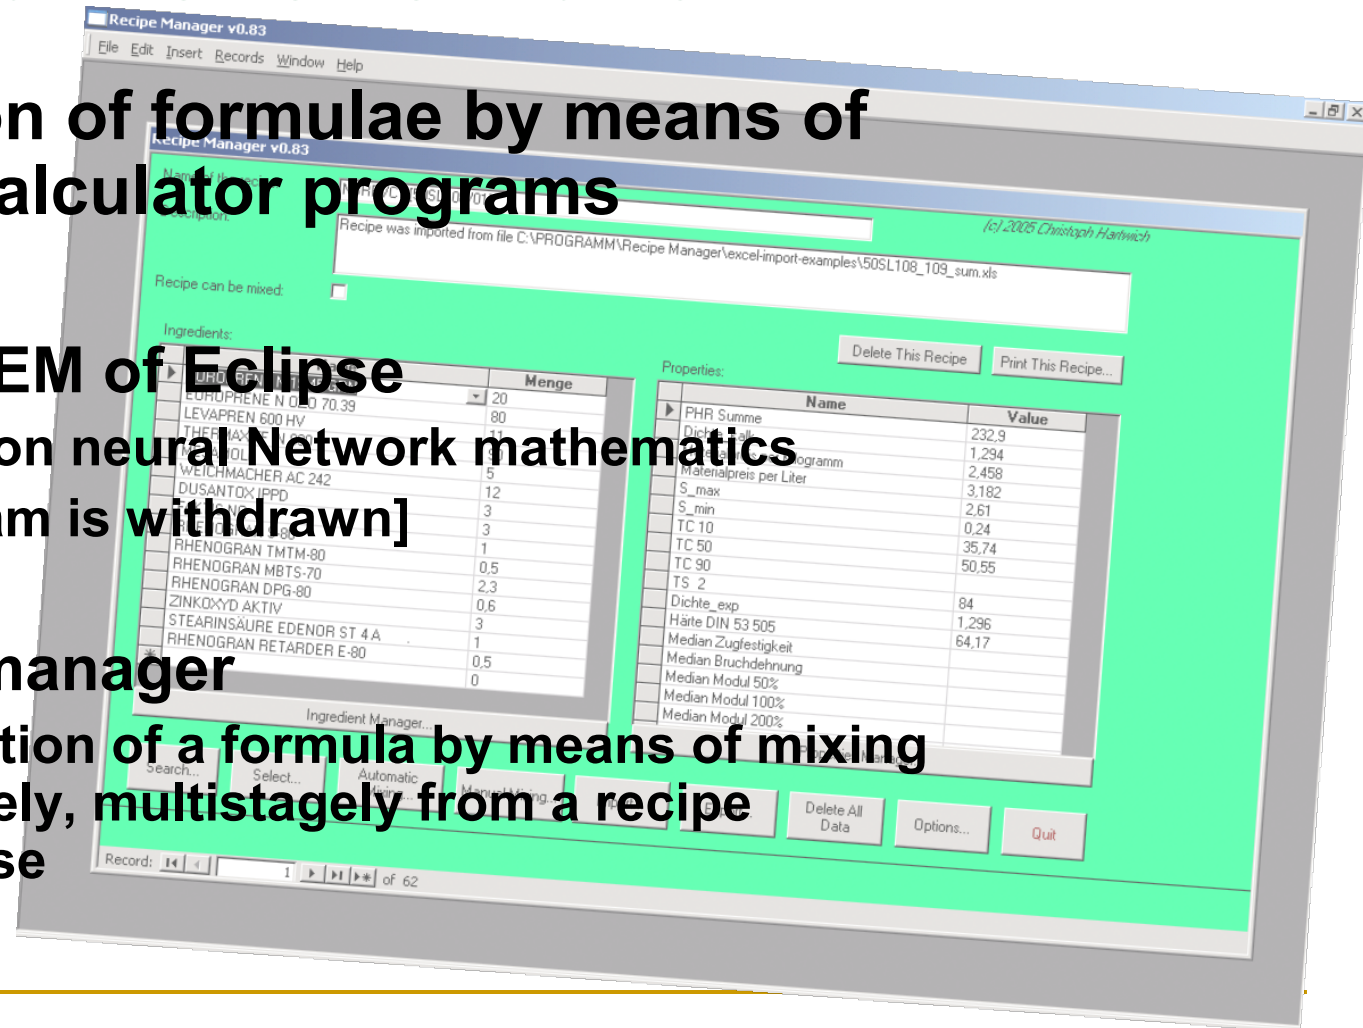 Recipe Manager v0.83
File Edit Insert Records Window Help
on of formulae by means of
Recipe Manager v0.83
alculator programs
Name of the
(c) 2005 Christoph Hartwich
Description:
Recipe was imported from file C:\PROGRAMM\Recipe Manager\excel-import-examples\50SL108_109_sum.xls
Recipe can be mixed:
Delete This Recipe Print This Recipe...
Ingredients:
Properties:
EM of Eclipse
Menge
Name Value
20
EUROPRENE N 70.39 80
LEVAPREN 600 HV 11
on neural Network mathematics
WEICHMACHER AC 242 5
DUSANTOX IPPD 12
3
am is withdrawn]
3
RHENOGRAN TMTM-80 1
RHENOGRAN MBTS-70 0,5
RHENOGRAN DPG-80 2,3
ZINKOXYD AKTIV 0,6
STEARINSÄURE EDENOR ST 4 A 3
RHENOGRAN RETARDER E-80 1
0,5
0
PHR Summe 232,9
1,294
2,458
Materialpreis per Liter 3,182
S_max 2,61
S_min 0,24
TC 10 35,74
TC 50 50,55
TC 90
TS 2 84
Dichte_exp 1,296
Härte DIN 53 505 64,17
Median Zugfestigkeit
Median Bruchdehnung
Median Modul 50%
Median Modul 100%
Median Modul 200%
manager
Ingredient Manager...
tion of a formula by means of mixing
Search... Select... Automatic Mixing... Manual Mixing... Delete All Data Options... Quit
ely, multistagely from a recipe
se
Record: 1 of 62